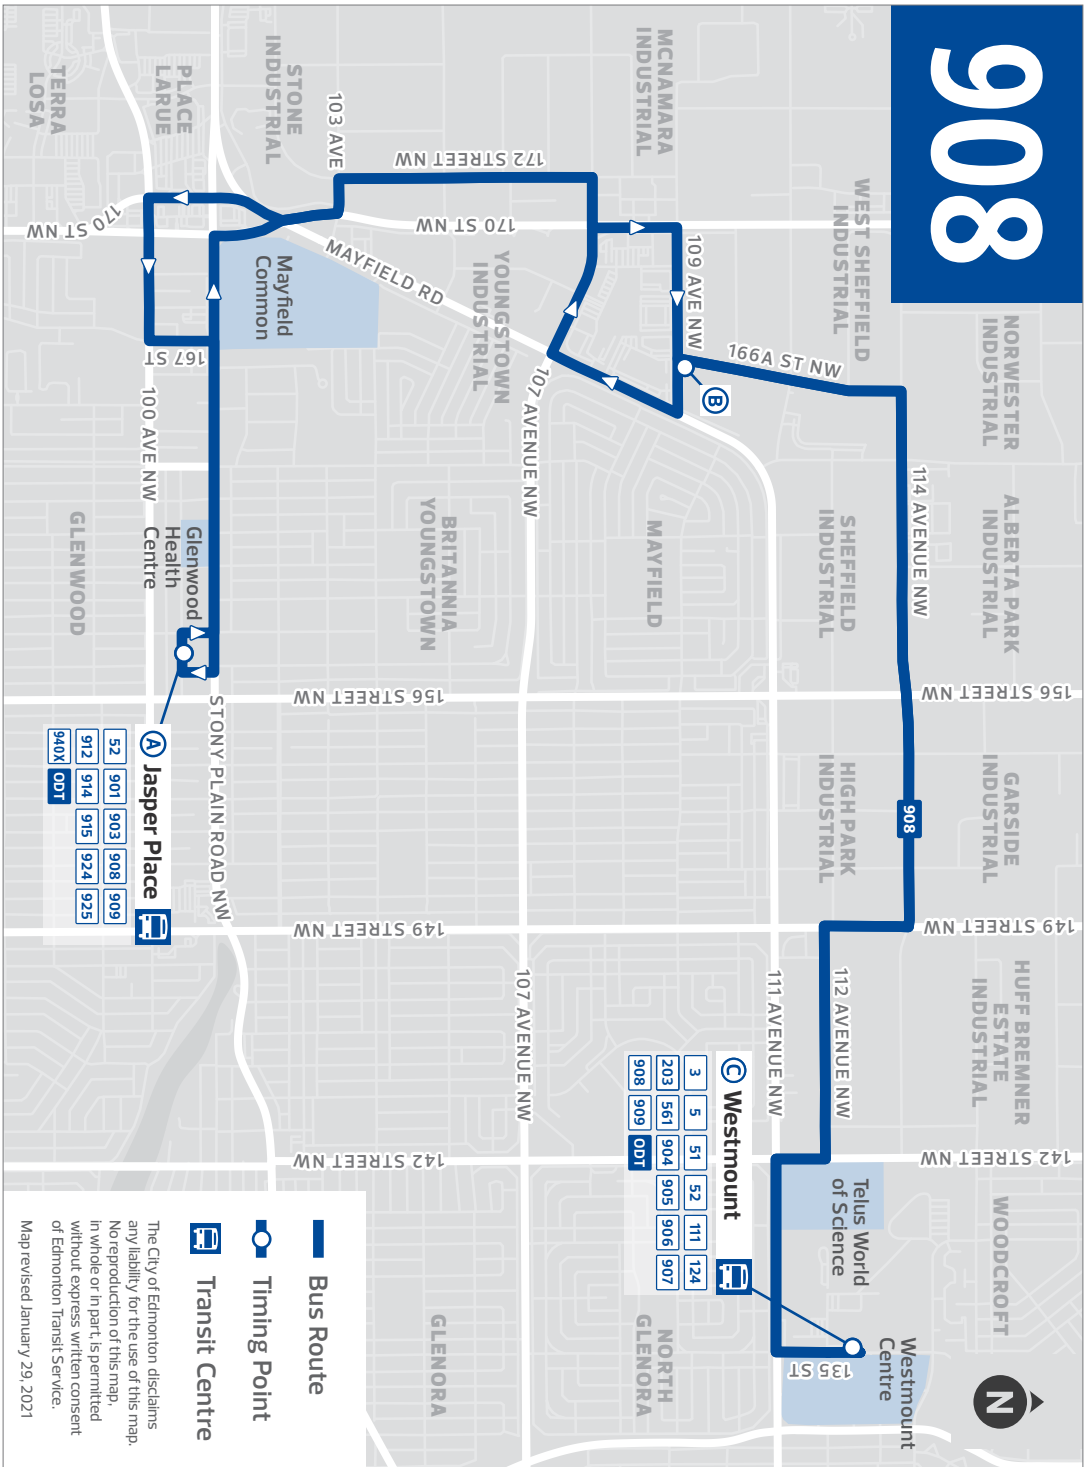 908
MCNAMARA
INDUSTRIAL
STONE
INDUSTRIAL
PLACE
LARUE
TERRA
LOSA
103 AVE
172 STREET NW
170 ST NW
170 ST NW
170 ST
109 AVE NW
WEST SHEFFIELD
INDUSTRIAL
NORWESTER
INDUSTRIAL
166A ST NW
B
MAYFIELD RD
YOUNGSTOWN
INDUSTRIAL
Mayfield
Common
167 ST
100 AVE NW
107 AVENUE NW
114 AVENUE NW
ALBERTA PARK
INDUSTRIAL
SHEFFIELD
INDUSTRIAL
MAYFIELD
BRITANNIA
YOUNGSTOWN
Glenwood
Health
Centre
GLENWOOD
156 STREET NW
156 STREET NW
STONY PLAIN ROAD NW
A Jasper Place
52 901 903 908 909
912 914 915 924 925
940X ODT
GARSIDE
INDUSTRIAL
HIGH PARK
INDUSTRIAL
908
149 STREET NW
149 STREET NW
HUFF BREMNER
ESTATE
INDUSTRIAL
112 AVENUE NW
111 AVENUE NW
107 AVENUE NW
C Westmount
3 5 51 52 111 124
203 561 904 905 906 907
908 909 ODT
142 STREET NW
142 STREET NW
Telus World
of Science
WOODCROFT
Westmount
Centre
135 ST
NORTH
GLENORA
GLENORA
N
Bus Route
Timing Point
Transit Centre
The City of Edmonton disclaims
any liability for the use of this map.
No reproduction of this map,
in whole or in part, is permitted
without express written consent
of Edmonton Transit Service.
Map revised January 29, 2021